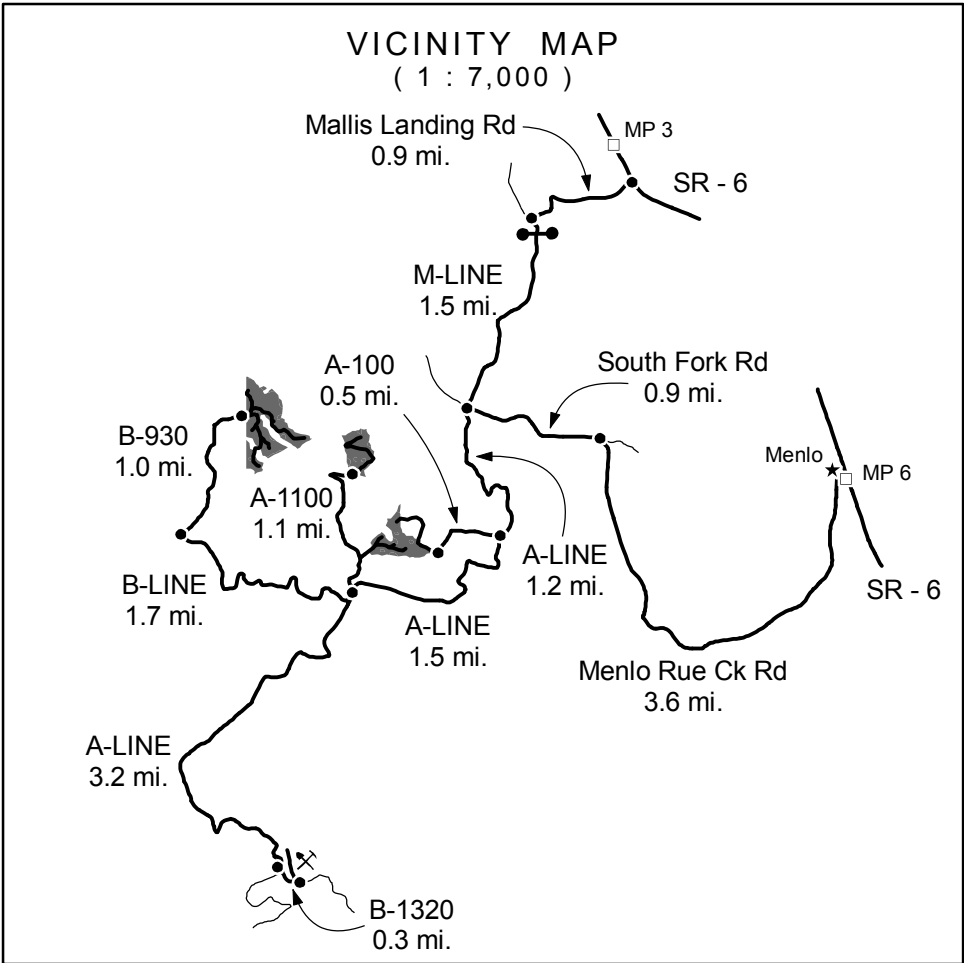 VICINITY MAP
( 1 : 7,000 )
Mallis Landing Rd
0.9 mi.
MP 3
SR - 6
M-LINE
1.5 mi.
A-100
0.5 mi.
South Fork Rd
0.9 mi.
B-930
1.0 mi.
Menlo
MP 6
A-1100
1.1 mi.
A-LINE
1.2 mi.
B-LINE
1.7 mi.
SR - 6
A-LINE
1.5 mi.
Menlo Rue Ck Rd
3.6 mi.
A-LINE
3.2 mi.
B-1320
0.3 mi.